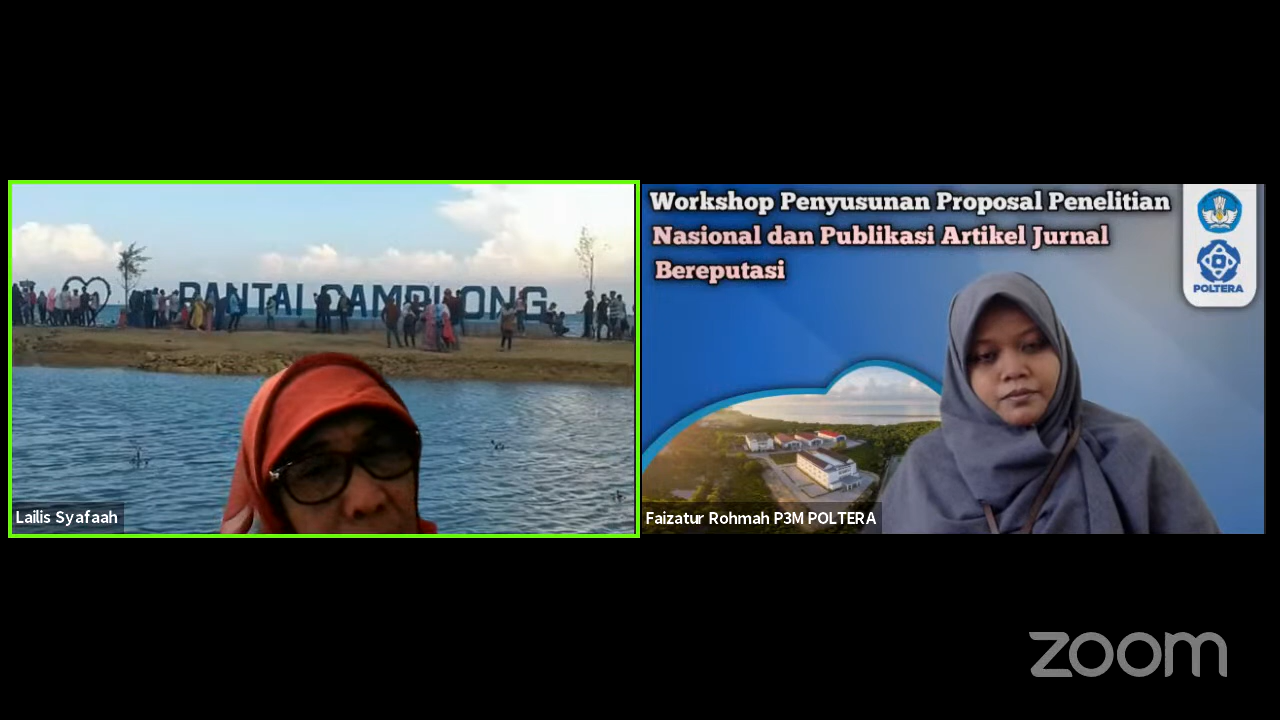 PANTAI CAMPLONG
Lailis Syafaah
Workshop Penyusunan Proposal Penelitian
Nasional dan Publikasi Artikel Jurnal
Bereputasi
POLTERA
Faizatur Rohmah P3M POLTERA
zoom